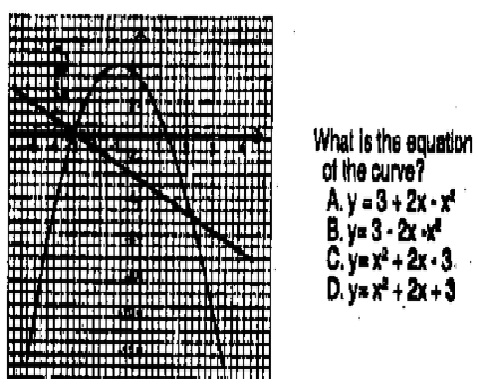 What is the equation
of the curve?
A. y = 3 + 2x - x²
B. y= 3 - 2x -x²
C. y= x² + 2x - 3
D. y= x² + 2x + 3